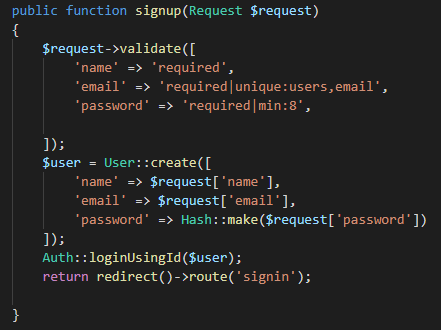 public function signup(Request $request)
{
    $request->validate([
        'name' => 'required',
        'email' => 'required|unique:users,email',
        'password' => 'required|min:8',
    ]);
    $user = User::create([
        'name' => $request['name'],
        'email' => $request['email'],
        'password' => Hash::make($request['password'])
    ]);
    Auth::loginUsingId($user);
    return redirect()->route('signin');
}